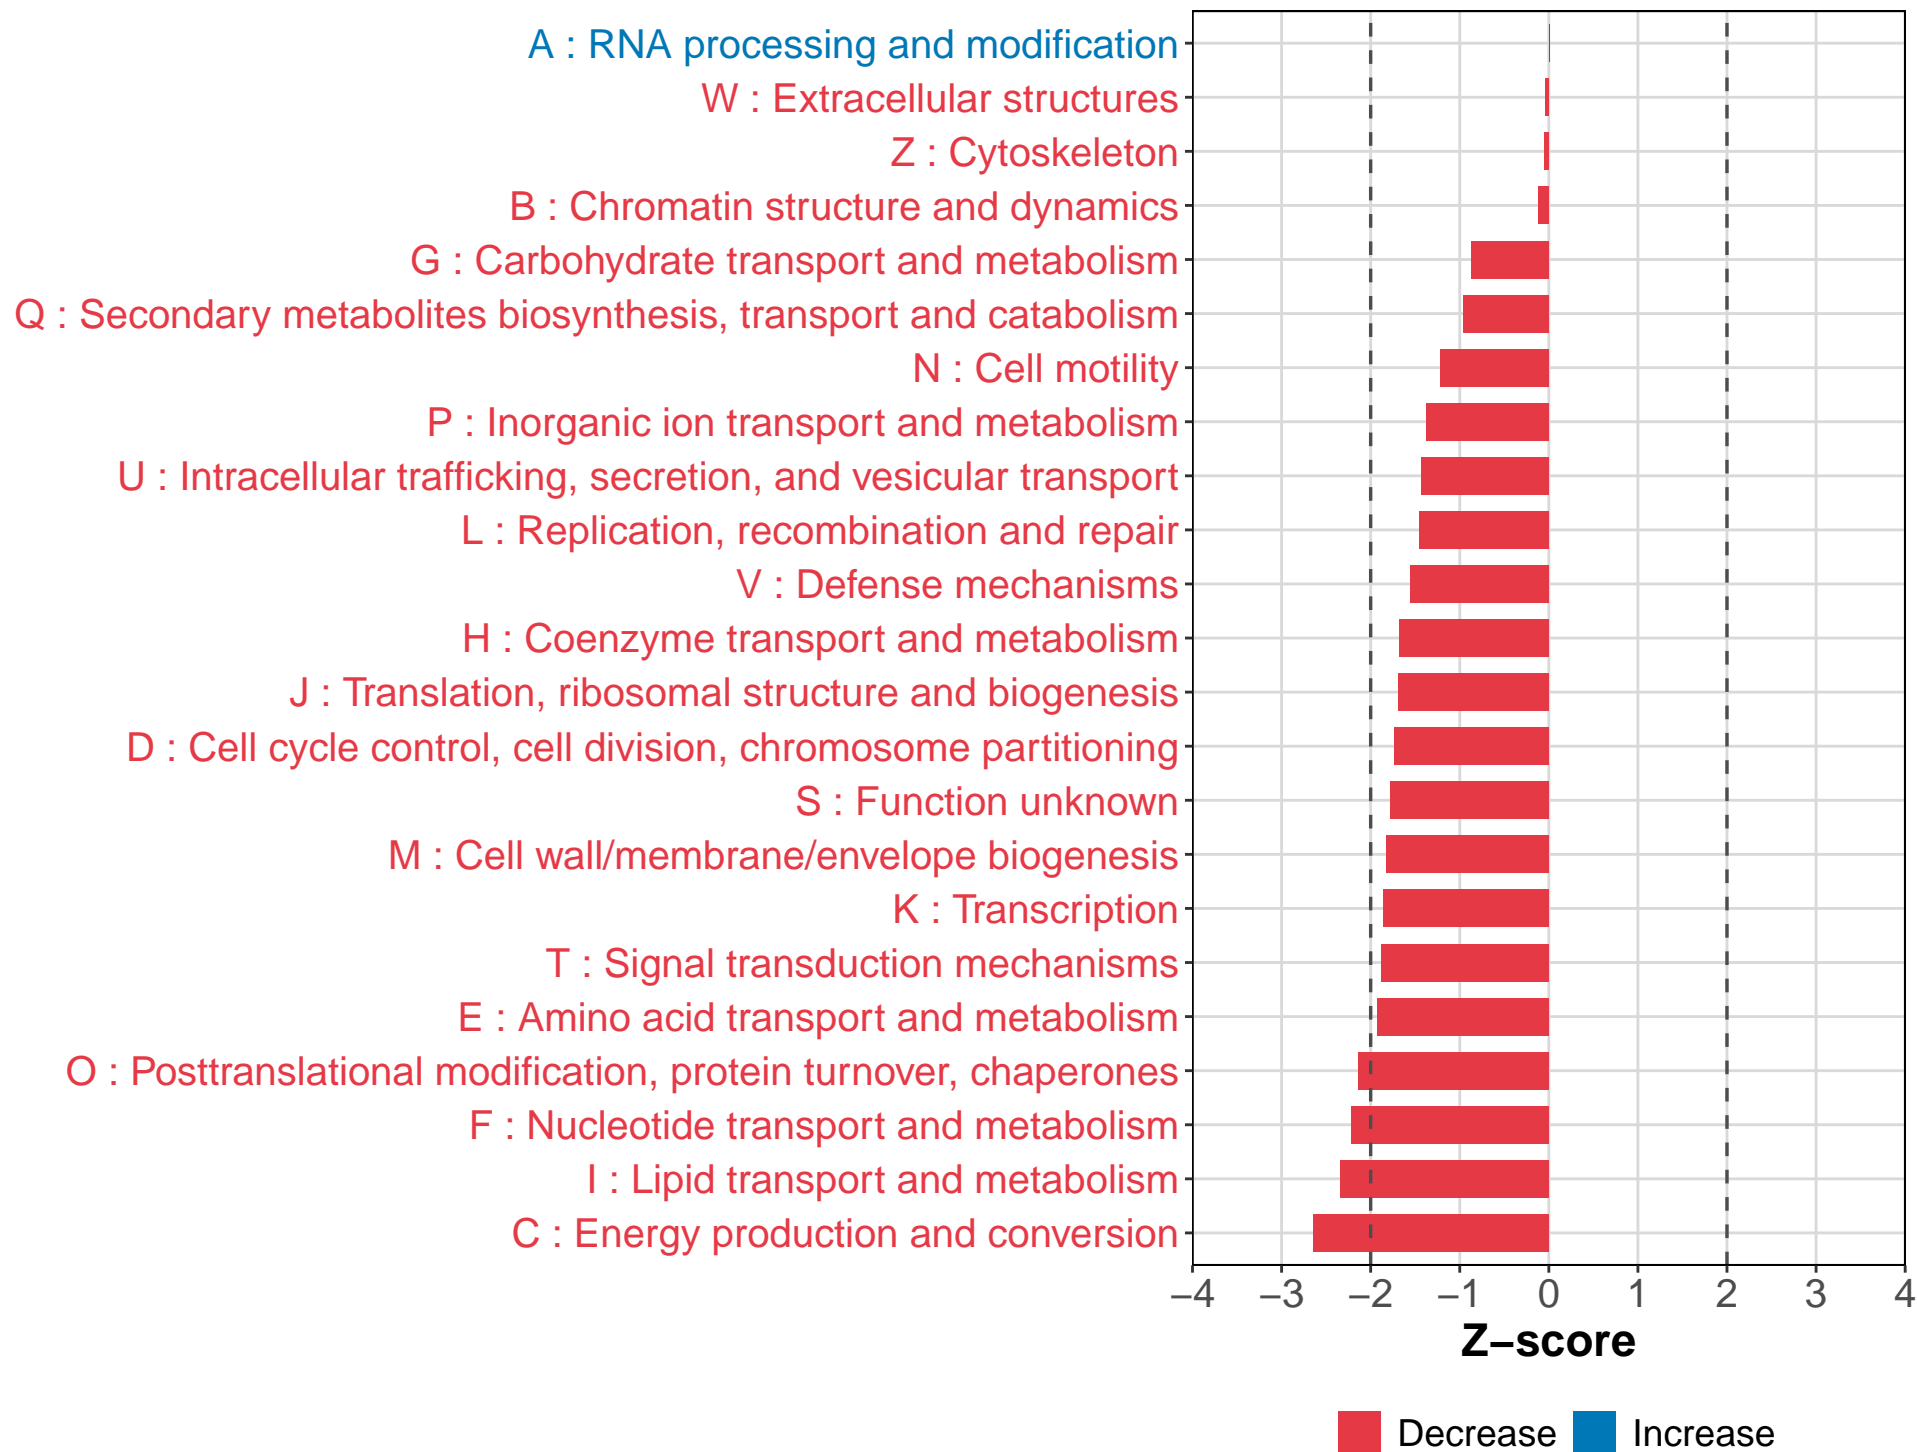 A : RNA processing and modification
W : Extracellular structures
Z : Cytoskeleton
B : Chromatin structure and dynamics
G : Carbohydrate transport and metabolism
Q : Secondary metabolites biosynthesis, transport and catabolism
N : Cell motility
P : Inorganic ion transport and metabolism
U : Intracellular trafficking, secretion, and vesicular transport
L : Replication, recombination and repair
V : Defense mechanisms
H : Coenzyme transport and metabolism
J : Translation, ribosomal structure and biogenesis
D : Cell cycle control, cell division, chromosome partitioning
S : Function unknown
M : Cell wall/membrane/envelope biogenesis
K : Transcription
T : Signal transduction mechanisms
E : Amino acid transport and metabolism
O : Posttranslational modification, protein turnover, chaperones
F : Nucleotide transport and metabolism
I : Lipid transport and metabolism
C : Energy production and conversion
−4 −3 −2 −1 0 1 2 3 4
Z−score
Decrease Increase